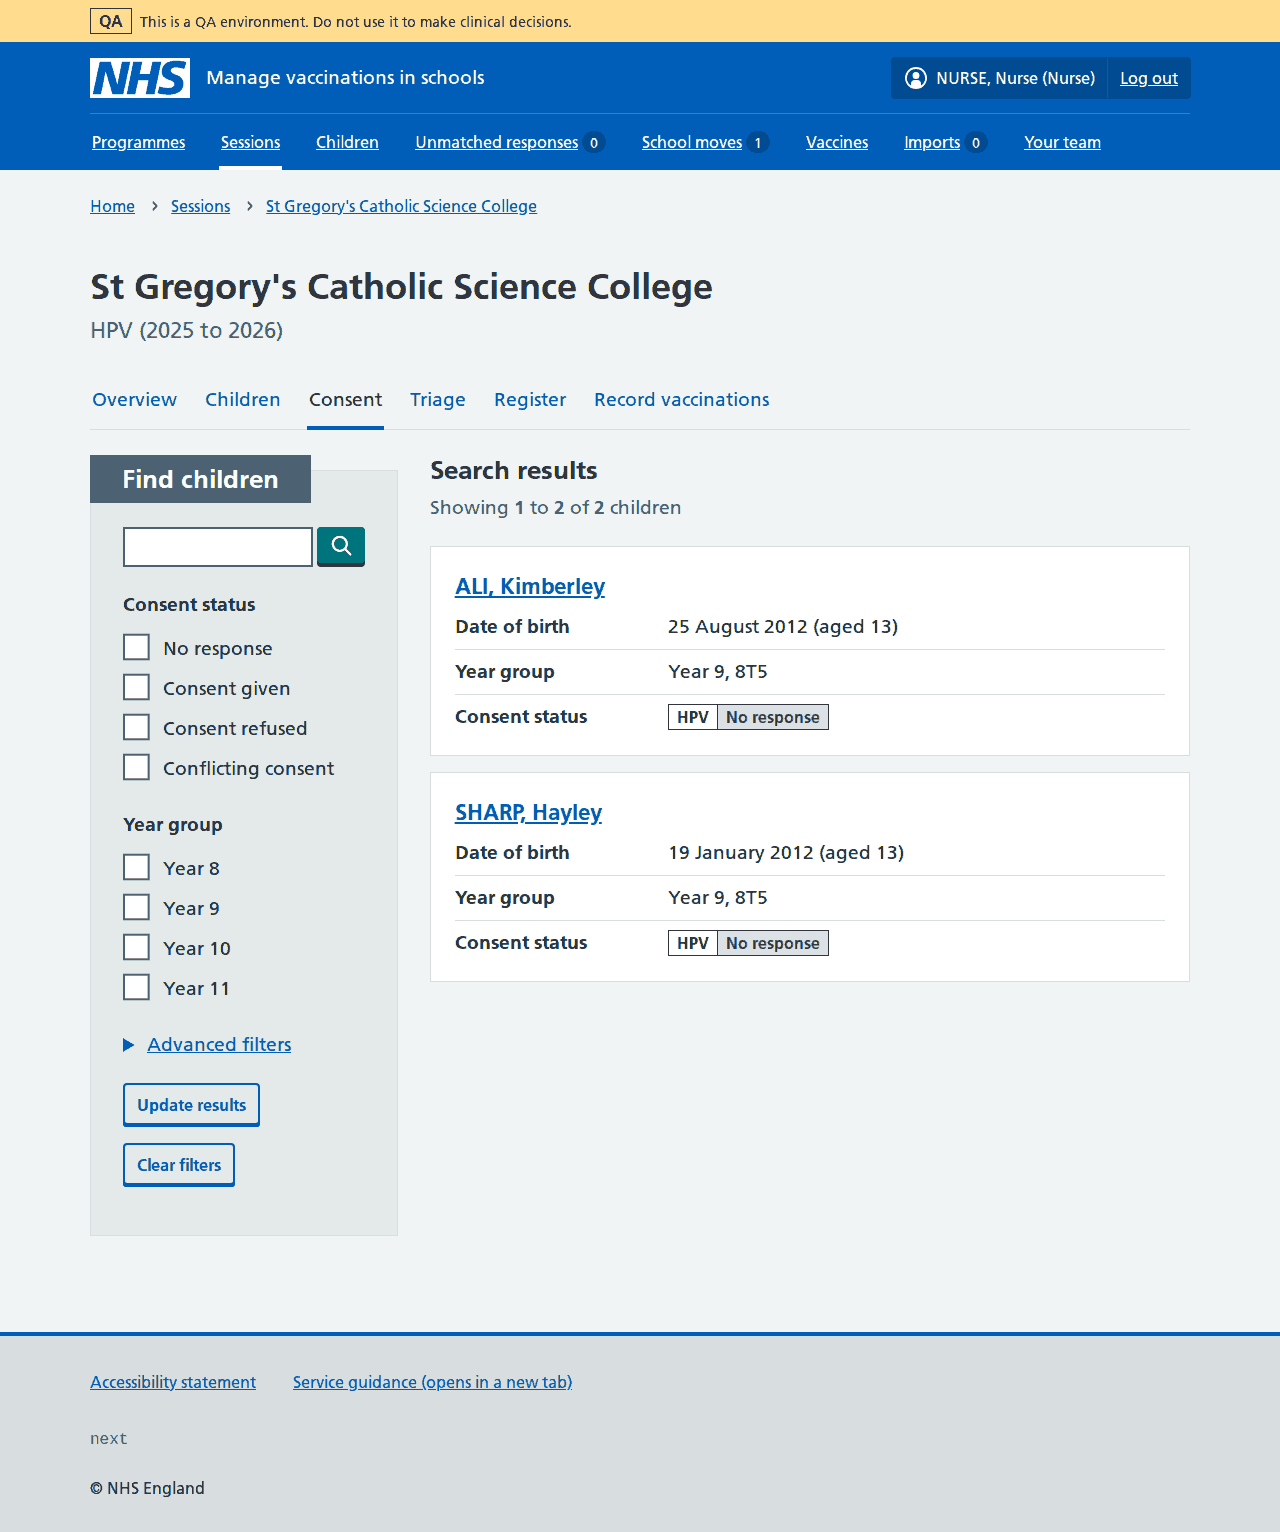 QA This is a QA environment. Do not use it to make clinical decisions.
NHS Manage vaccinations in schools NURSE, Nurse (Nurse) Log out
Programmes Sessions Children Unmatched responses 0 School moves 1 Vaccines Imports 0 Your team
Home Sessions St Gregory's Catholic Science College
St Gregory's Catholic Science College
HPV (2025 to 2026)
Overview Children Consent Triage Register Record vaccinations
Find children
Consent status
No response
Consent given
Consent refused
Conflicting consent
Year group
Year 8
Year 9
Year 10
Year 11
Advanced filters
Update results
Clear filters
Search results
Showing 1 to 2 of 2 children
ALI, Kimberley
Date of birth 25 August 2012 (aged 13)
Year group Year 9, 8T5
Consent status HPV No response
SHARP, Hayley
Date of birth 19 January 2012 (aged 13)
Year group Year 9, 8T5
Consent status HPV No response
Accessibility statement Service guidance (opens in a new tab)
next
© NHS England